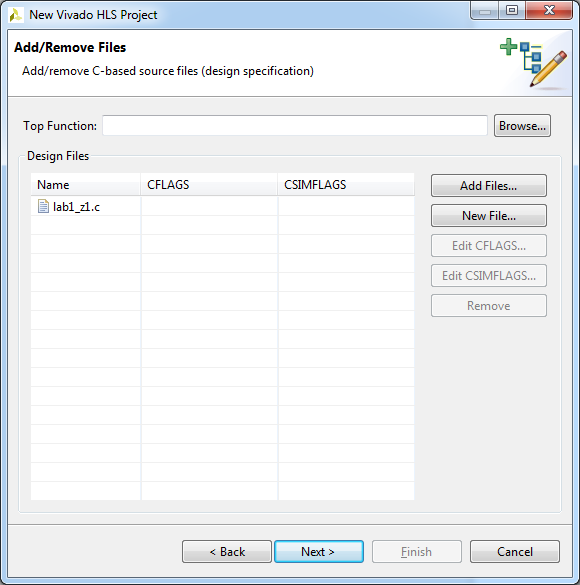 New Vivado HLS Project
Add/Remove Files
Add/remove C-based source files (design specification)
Top Function:
Browse...
Design Files
Name CFLAGS CSIMFLAGS
lab1_z1.c
Add Files...
New File...
Edit CFLAGS...
Edit CSIMFLAGS...
Remove
< Back Next > Finish Cancel